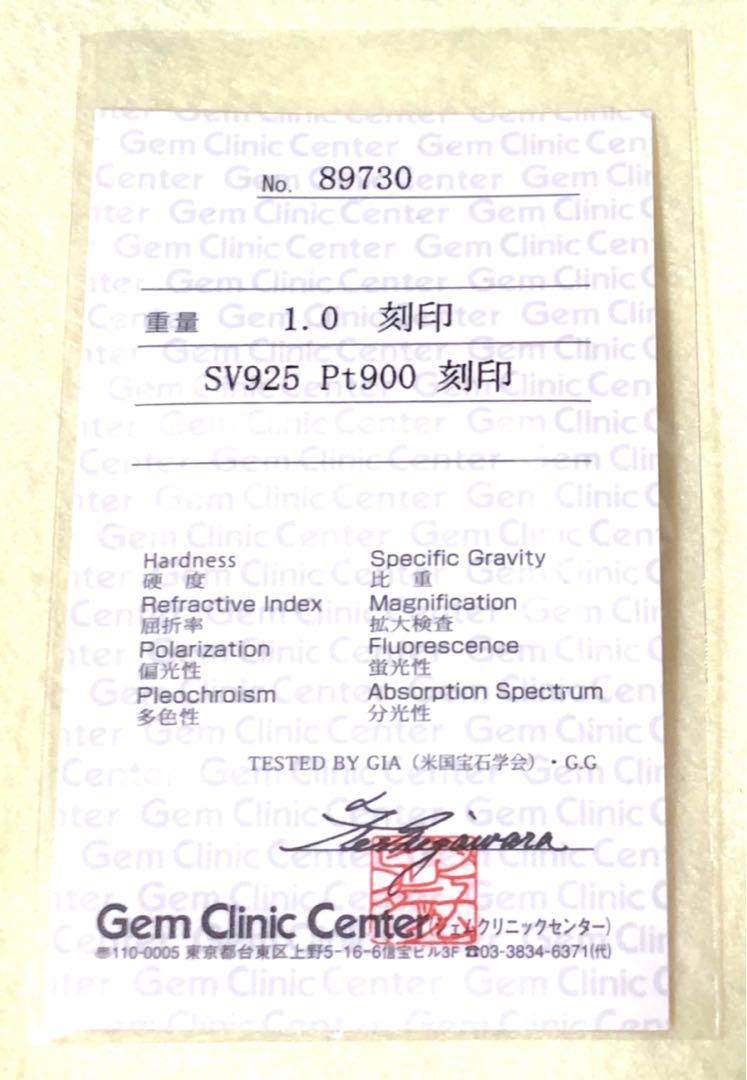 No. 89730
重量 1.0 刻印
SV925 Pt900 刻印
Hardness Specific Gravity
硬 度 比 重
Refractive Index Magnification
屈折率 拡大検査
Polarization Fluorescence
偏光性 蛍光性
Pleochroism Absorption Spectrum
多色性 分光性
TESTED BY GIA（米国宝石学会）・G.G
Gem Clinic Center(ジェムクリニックセンター)
〠110-0005 東京都台東区上野5-16-6信宝ビル3F ☎03-3834-6371(代)